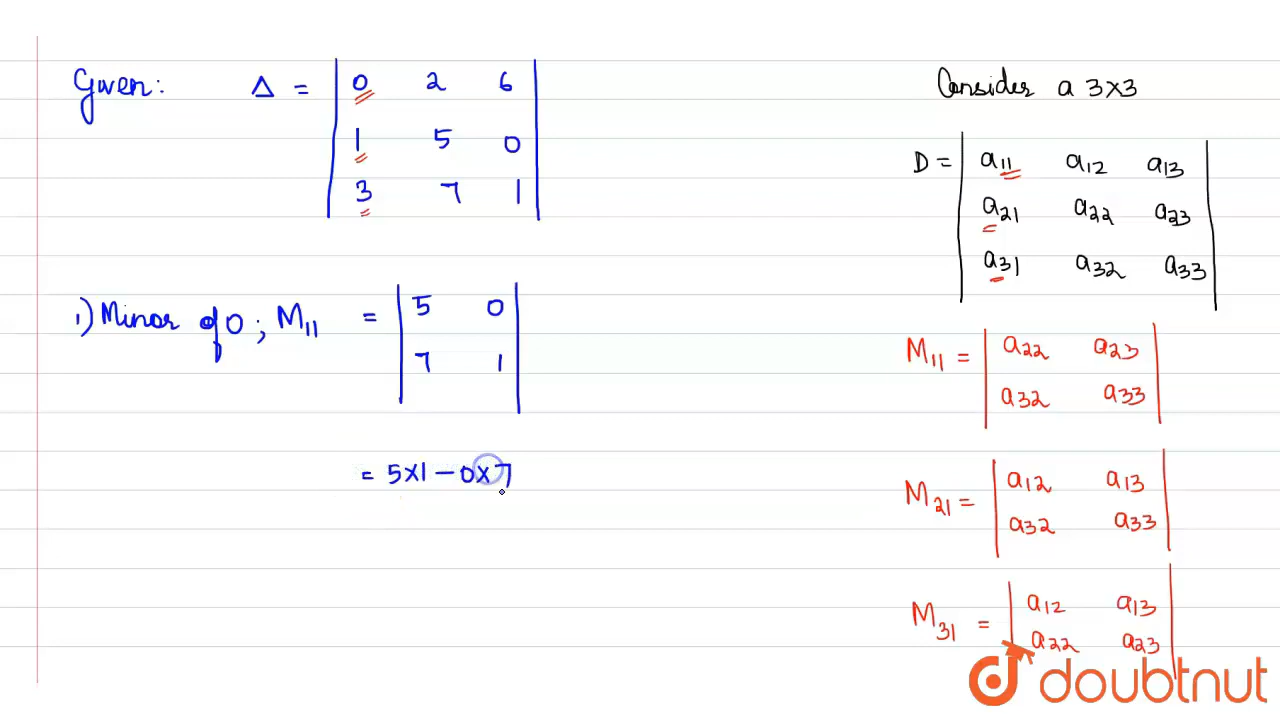 Given: Δ = | 0 2 6 |
| 1 5 0 |
| 3 7 1 |
i) Minor of 0 ; M11 = | 5 0 |
| 7 1 |
= 5×1 – 0×7
Consider a 3×3
D = | a11 a12 a13 |
| a21 a22 a23 |
| a31 a32 a33 |
M11 = | a22 a23 |
| a32 a33 |
M21 = | a12 a13 |
| a32 a33 |
M31 = | a12 a13 |
| a22 a23 |
doubtnut